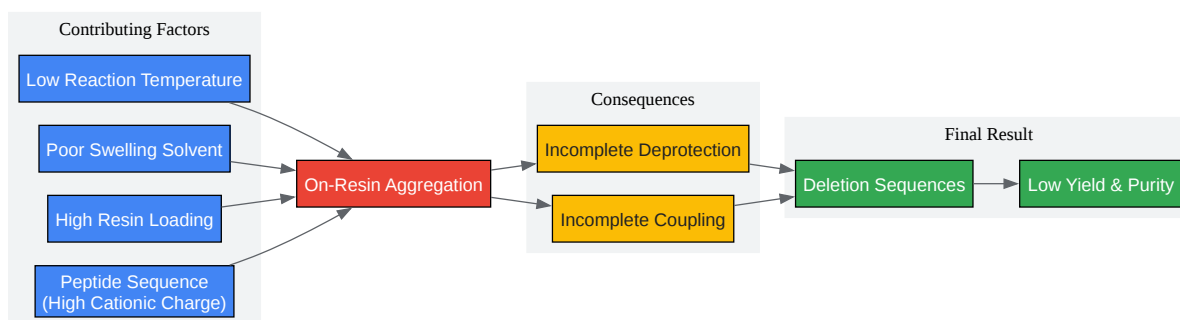 Contributing Factors
Low Reaction Temperature
Poor Swelling Solvent
High Resin Loading
Peptide Sequence
(High Cationic Charge)
On-Resin Aggregation
Consequences
Incomplete Deprotection
Incomplete Coupling
Final Result
Deletion Sequences
Low Yield & Purity